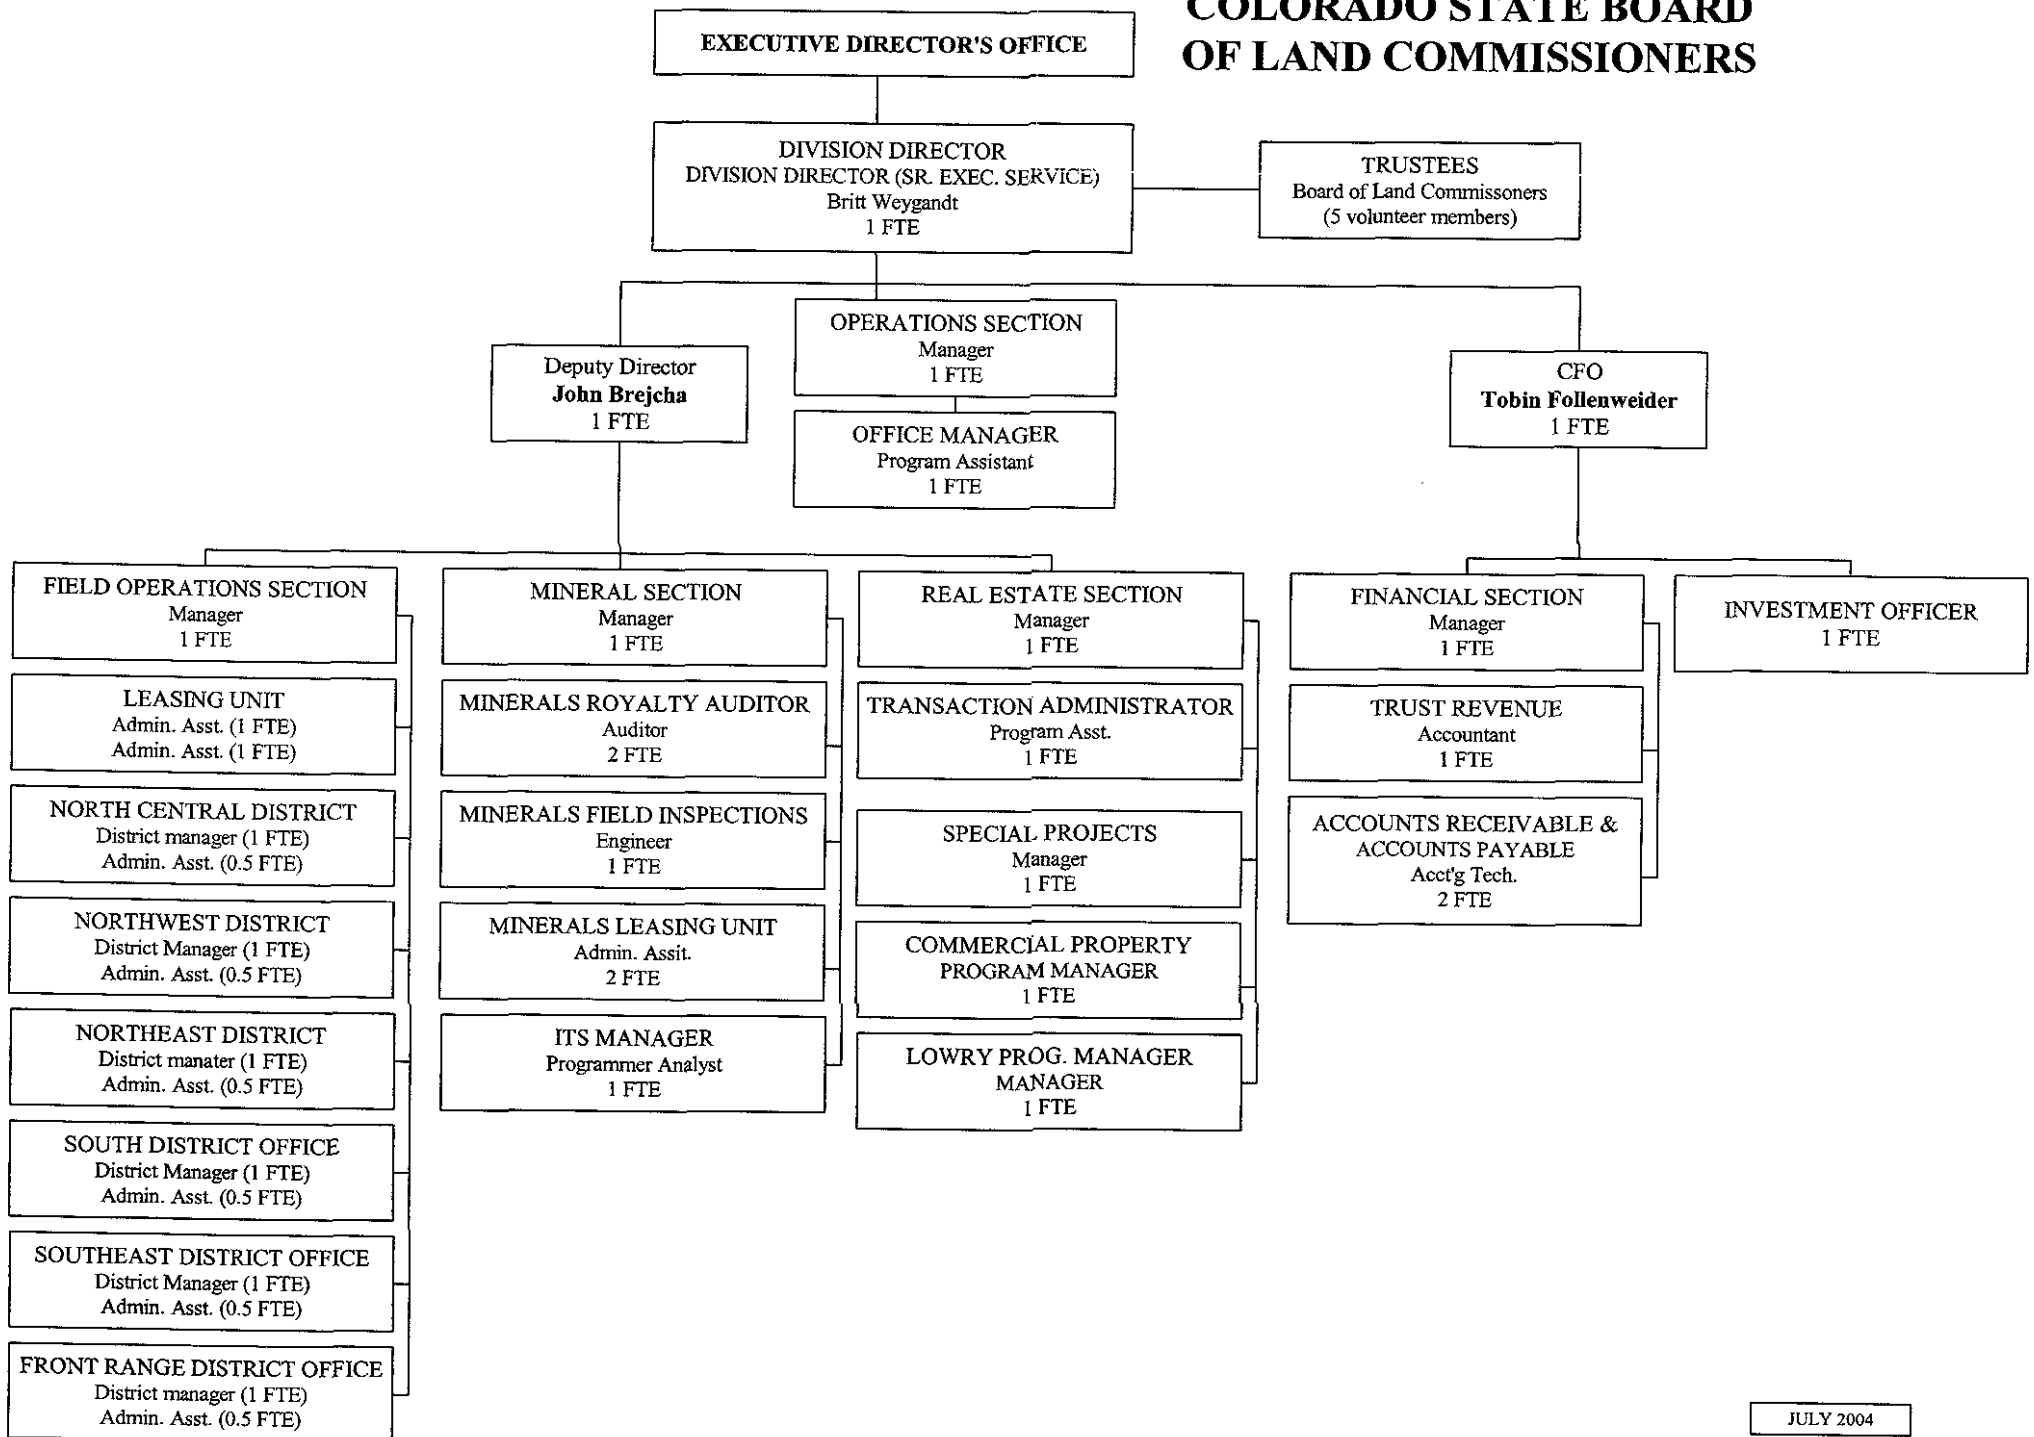 COLORADO STATE BOARD
OF LAND COMMISSIONERS
EXECUTIVE DIRECTOR'S OFFICE
DIVISION DIRECTOR
DIVISION DIRECTOR (SR. EXEC. SERVICE)
Britt Weygandt
1 FTE
TRUSTEES
Board of Land Commissoners
(5 volunteer members)
OPERATIONS SECTION
Manager
1 FTE
OFFICE MANAGER
Program Assistant
1 FTE
Deputy Director
John Brejcha
1 FTE
CFO
Tobin Follenweider
1 FTE
FIELD OPERATIONS SECTION
Manager
1 FTE
LEASING UNIT
Admin. Asst. (1 FTE)
Admin. Asst. (1 FTE)
NORTH CENTRAL DISTRICT
District manager (1 FTE)
Admin. Asst. (0.5 FTE)
NORTHWEST DISTRICT
District Manager (1 FTE)
Admin. Asst. (0.5 FTE)
NORTHEAST DISTRICT
District manater (1 FTE)
Admin. Asst. (0.5 FTE)
SOUTH DISTRICT OFFICE
District Manager (1 FTE)
Admin. Asst. (0.5 FTE)
SOUTHEAST DISTRICT OFFICE
District Manager (1 FTE)
Admin. Asst. (0.5 FTE)
FRONT RANGE DISTRICT OFFICE
District manager (1 FTE)
Admin. Asst. (0.5 FTE)
MINERAL SECTION
Manager
1 FTE
MINERALS ROYALTY AUDITOR
Auditor
2 FTE
MINERALS FIELD INSPECTIONS
Engineer
1 FTE
MINERALS LEASING UNIT
Admin. Assit.
2 FTE
ITS MANAGER
Programmer Analyst
1 FTE
REAL ESTATE SECTION
Manager
1 FTE
TRANSACTION ADMINISTRATOR
Program Asst.
1 FTE
SPECIAL PROJECTS
Manager
1 FTE
COMMERCIAL PROPERTY
PROGRAM MANAGER
1 FTE
LOWRY PROG. MANAGER
MANAGER
1 FTE
FINANCIAL SECTION
Manager
1 FTE
TRUST REVENUE
Accountant
1 FTE
ACCOUNTS RECEIVABLE &
ACCOUNTS PAYABLE
Acct'g Tech.
2 FTE
INVESTMENT OFFICER
1 FTE
JULY 2004